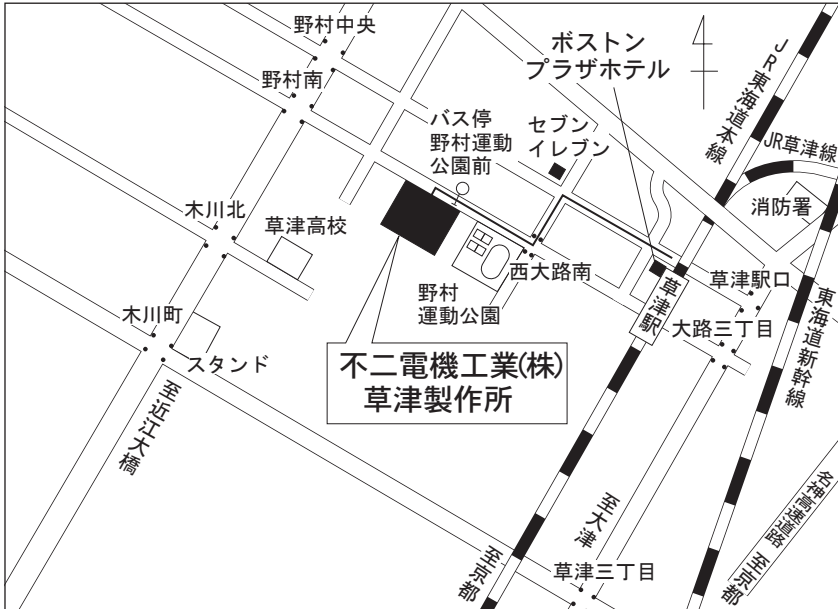 野村中央
野村南
ボストン
プラザホテル
バス停
野村運動
公園前
セブン
イレブン
JR東海道本線
JR草津線
消防署
木川北
草津高校
西大路南
草津駅
草津駅口
野村
運動公園
大路三丁目
東海道新幹線
木川町
スタンド
不二電機工業(株)
草津製作所
至近江大橋
至大津
名神高速道路
至京都
至京都
草津三丁目